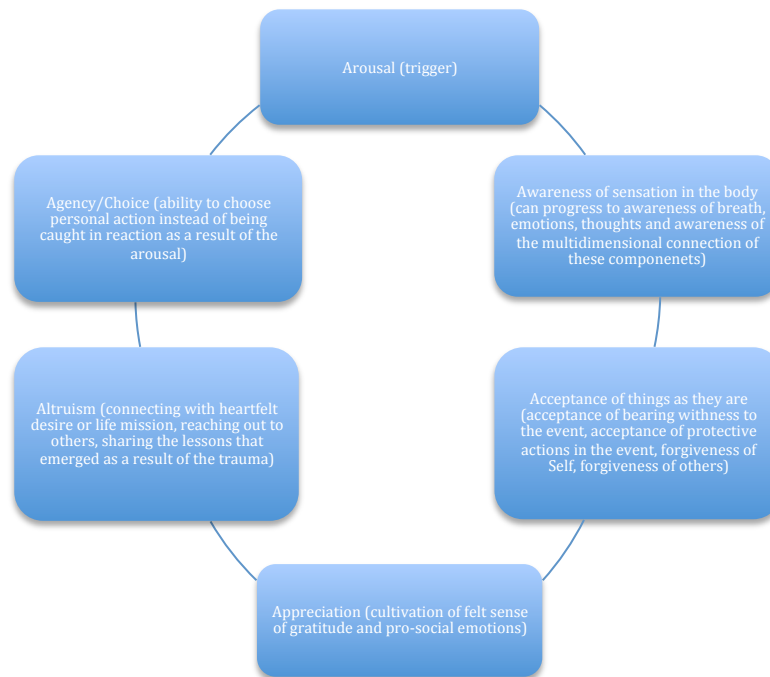 Arousal (trigger)
Awareness of sensation in the body
(can progress to awareness of breath,
emotions, thoughts and awareness of
the multidimensional connection of
these componenets)
Acceptance of things as they are
(acceptance of bearing withness to
the event, acceptance of protective
actions in the event, forgiveness of
Self, forgiveness of others)
Appreciation (cultivation of felt sense
of gratitude and pro-social emotions)
Altruism (connecting with heartfelt
desire or life mission, reaching out to
others, sharing the lessons that
emerged as a result of the trauma)
Agency/Choice (ability to choose
personal action instead of being
caught in reaction as a result of the
arousal)